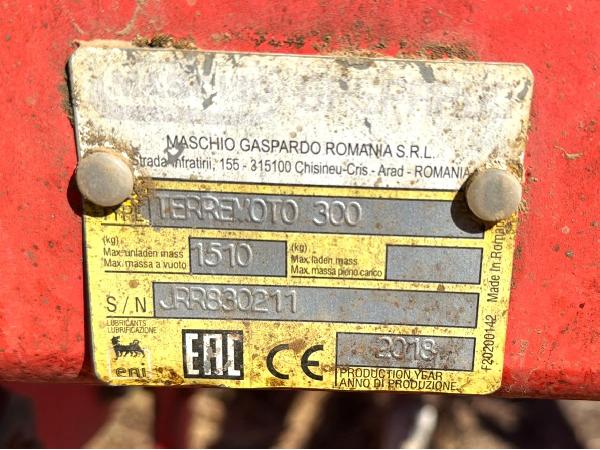 MASCHIO GASPARDO ROMANIA S.R.L.
Strada Infratirii, 155 - 315100 Chisineu-Cris - Arad - ROMANIA
TYPE TERREMOTO 300
(kg) Max. unladen mass Max. massa a vuoto 1510 (kg) Max. laden mass Max. massa pieno carico
S/N JRR830211
LUBRICANTS
LUBRIFICAZIONE
eni EAC CE 2018
PRODUCTION YEAR
ANNO DI PRODUZIONE
F20200142 Made In Romania